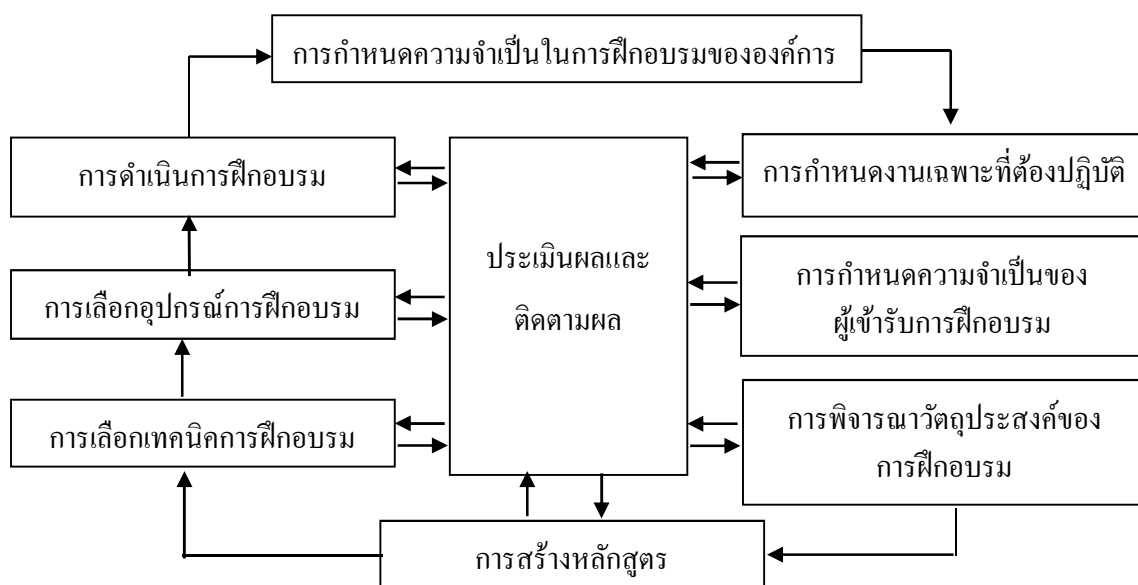 การกำหนดความจำเป็นในการฝึกอบรมขององค์การ
การดำเนินการฝึกอบรม
การกำหนดงานเฉพาะที่ต้องปฏิบัติ
ประเมินผลและ
ติดตามผล
การเลือกอุปกรณ์การฝึกอบรม
การกำหนดความจำเป็นของ
ผู้เข้ารับการฝึกอบรม
การเลือกเทคนิคการฝึกอบรม
การพิจารณาวัตถุประสงค์ของ
การฝึกอบรม
การสร้างหลักสูตร